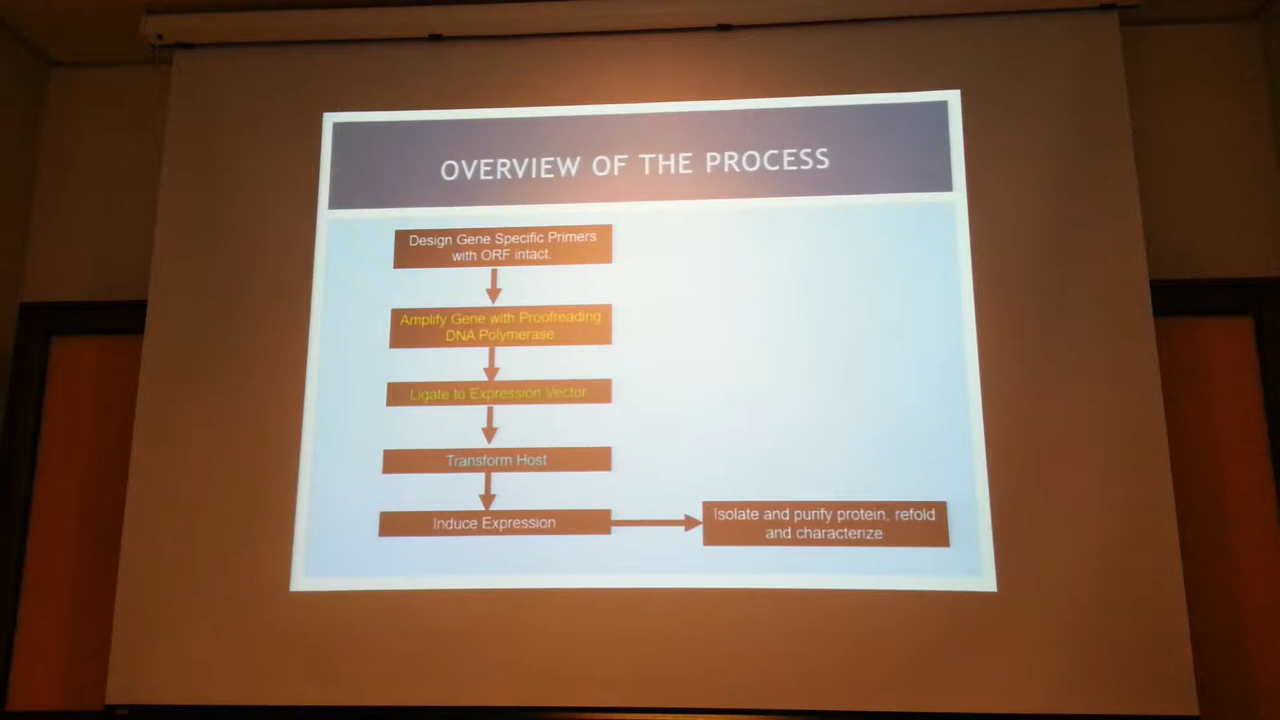 OVERVIEW OF THE PROCESS
Design Gene Specific Primers
with ORF intact.
Amplify Gene with Proofreading
DNA Polymerase
Ligate to Expression Vector
Transform Host
Induce Expression
Isolate and purify protein, refold
and characterize